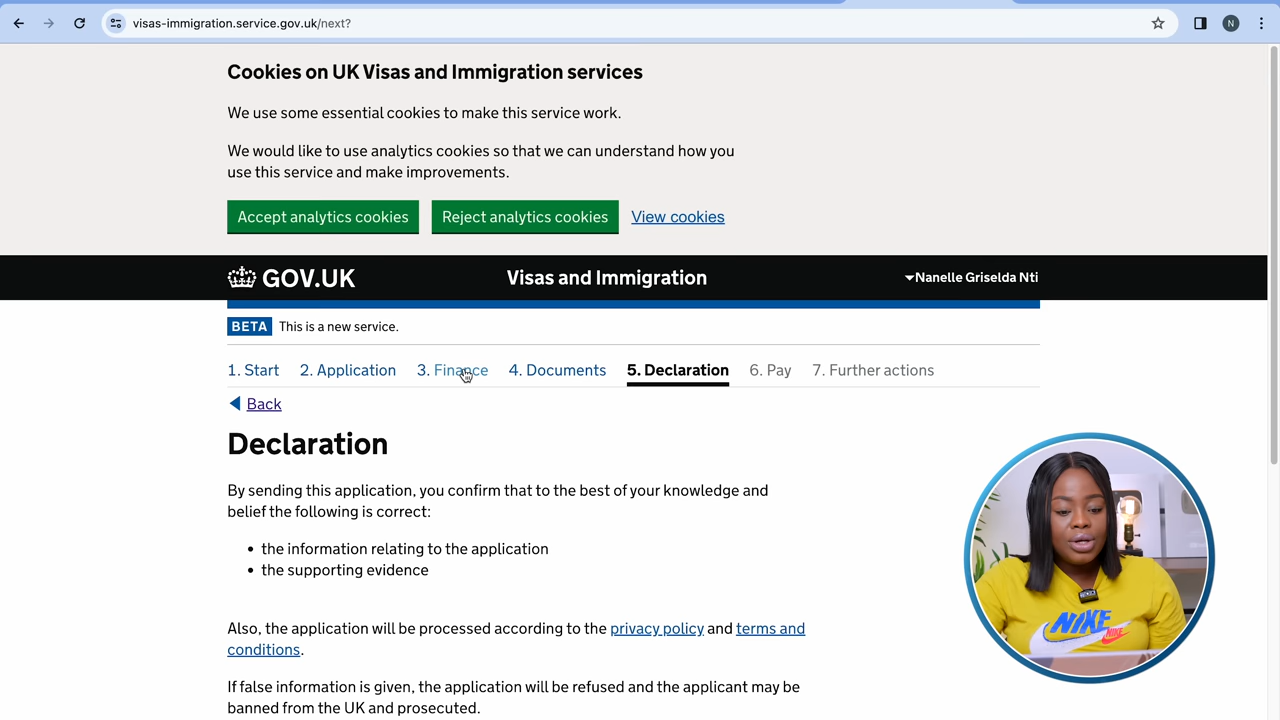 visas-immigration.service.gov.uk/next?
N
Cookies on UK Visas and Immigration services
We use some essential cookies to make this service work.
We would like to use analytics cookies so that we can understand how you
use this service and make improvements.
Accept analytics cookies Reject analytics cookies View cookies
GOV.UK Visas and Immigration Nanelle Griselda Nti
BETA This is a new service.
1. Start 2. Application 3. Finance 4. Documents 5. Declaration 6. Pay 7. Further actions
Back
Declaration
By sending this application, you confirm that to the best of your knowledge and
belief the following is correct:
• the information relating to the application
• the supporting evidence
Also, the application will be processed according to the privacy policy and terms and
conditions.
If false information is given, the application will be refused and the applicant may be
banned from the UK and prosecuted.
NIKE
NIKE